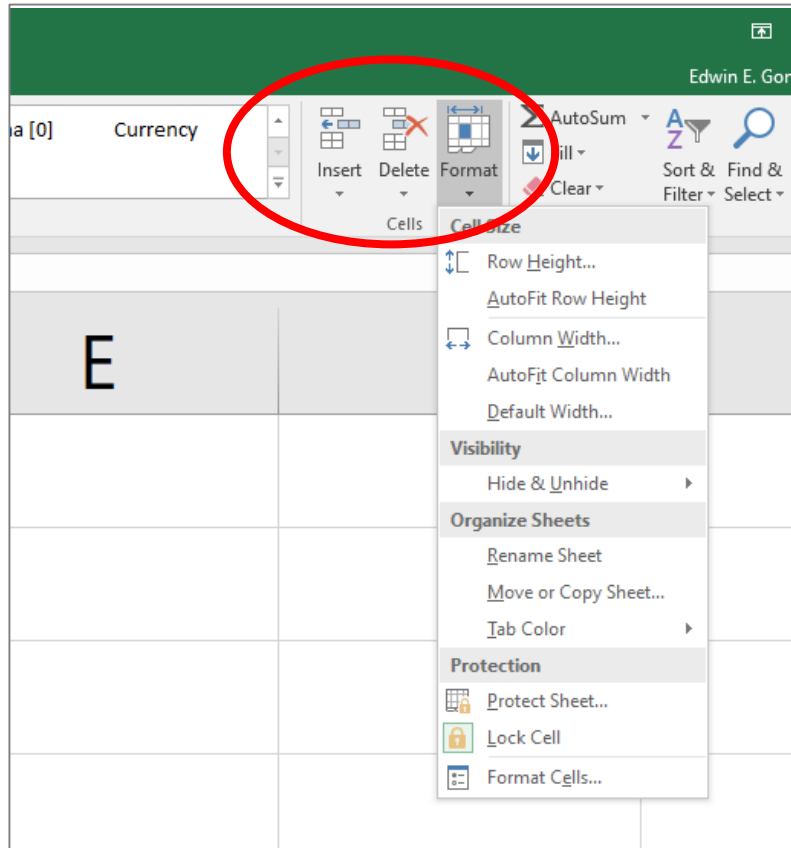 Edwin E. Gor
a [0] Currency
Insert Delete Format
AutoSum
ill
Clear
Sort & Filter
Find & Select
Cells
Cell Size
Row Height...
AutoFit Row Height
Column Width...
AutoFit Column Width
Default Width...
Visibility
Hide & Unhide
Organize Sheets
Rename Sheet
Move or Copy Sheet...
Tab Color
Protection
Protect Sheet...
Lock Cell
Format Cells...
E